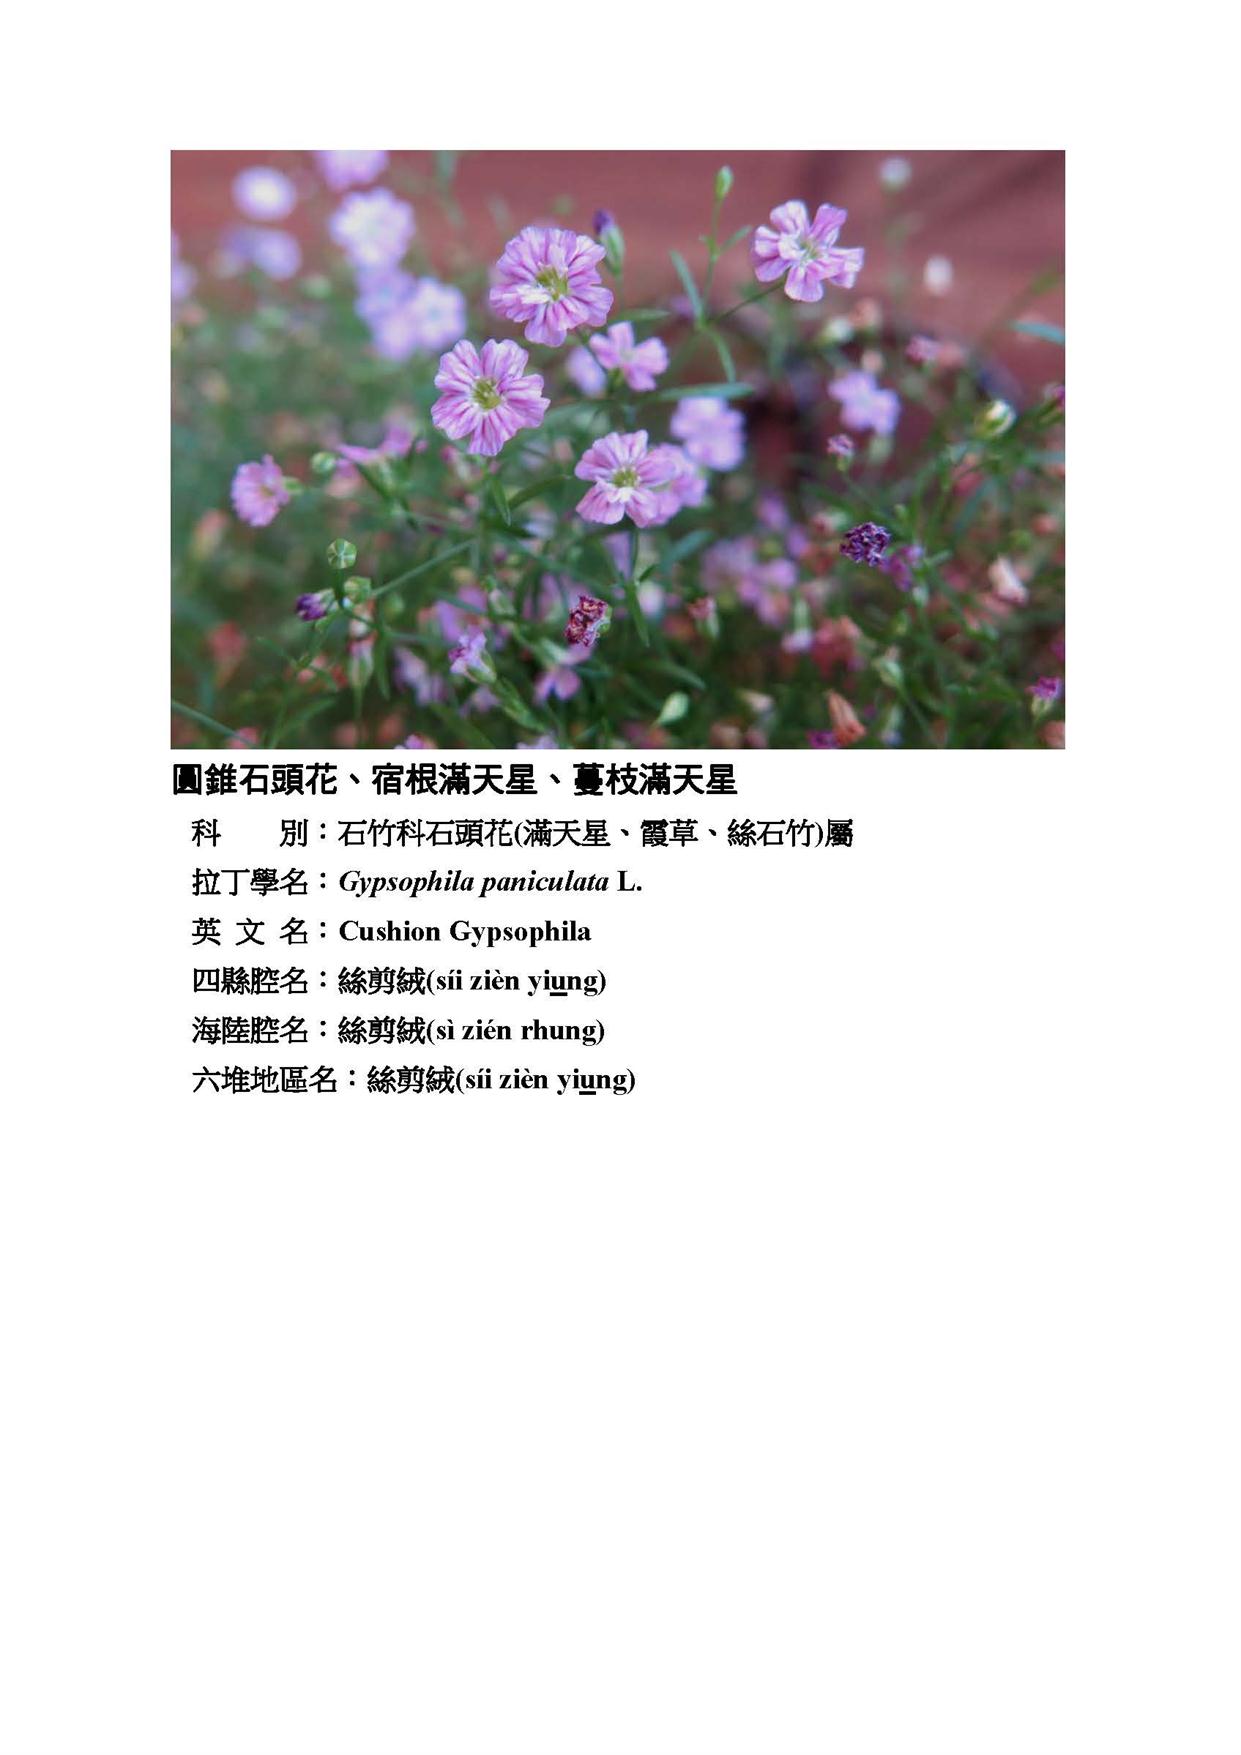 圓錐石頭花、宿根滿天星、蔓枝滿天星
科　　別：石竹科石頭花(滿天星、霞草、絲石竹)屬
拉丁學名：Gypsophila paniculata L.
英 文 名：Cushion Gypsophila
四縣腔名：絲剪絨(síi zièn yiung)
海陸腔名：絲剪絨(sì zién rhung)
六堆地區名：絲剪絨(síi zièn yiung)